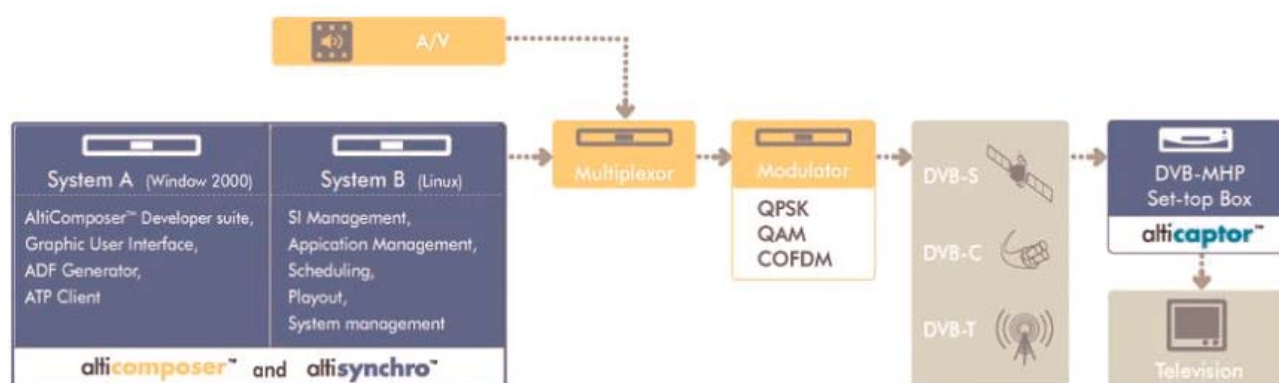 A/V
System A (Window 2000)
AltiComposer™ Developer suite,
Graphic User Interface,
ADF Generator,
ATP Client
System B (Linux)
SI Management,
Appication Management,
Scheduling,
Playout,
System management
alticomposer™ and altisynchro™
Multiplexor
Modulator
QPSK
QAM
COFDM
DVB-S
DVB-C
DVB-T
DVB-MHP
Set-top Box
alticaptor™
Television